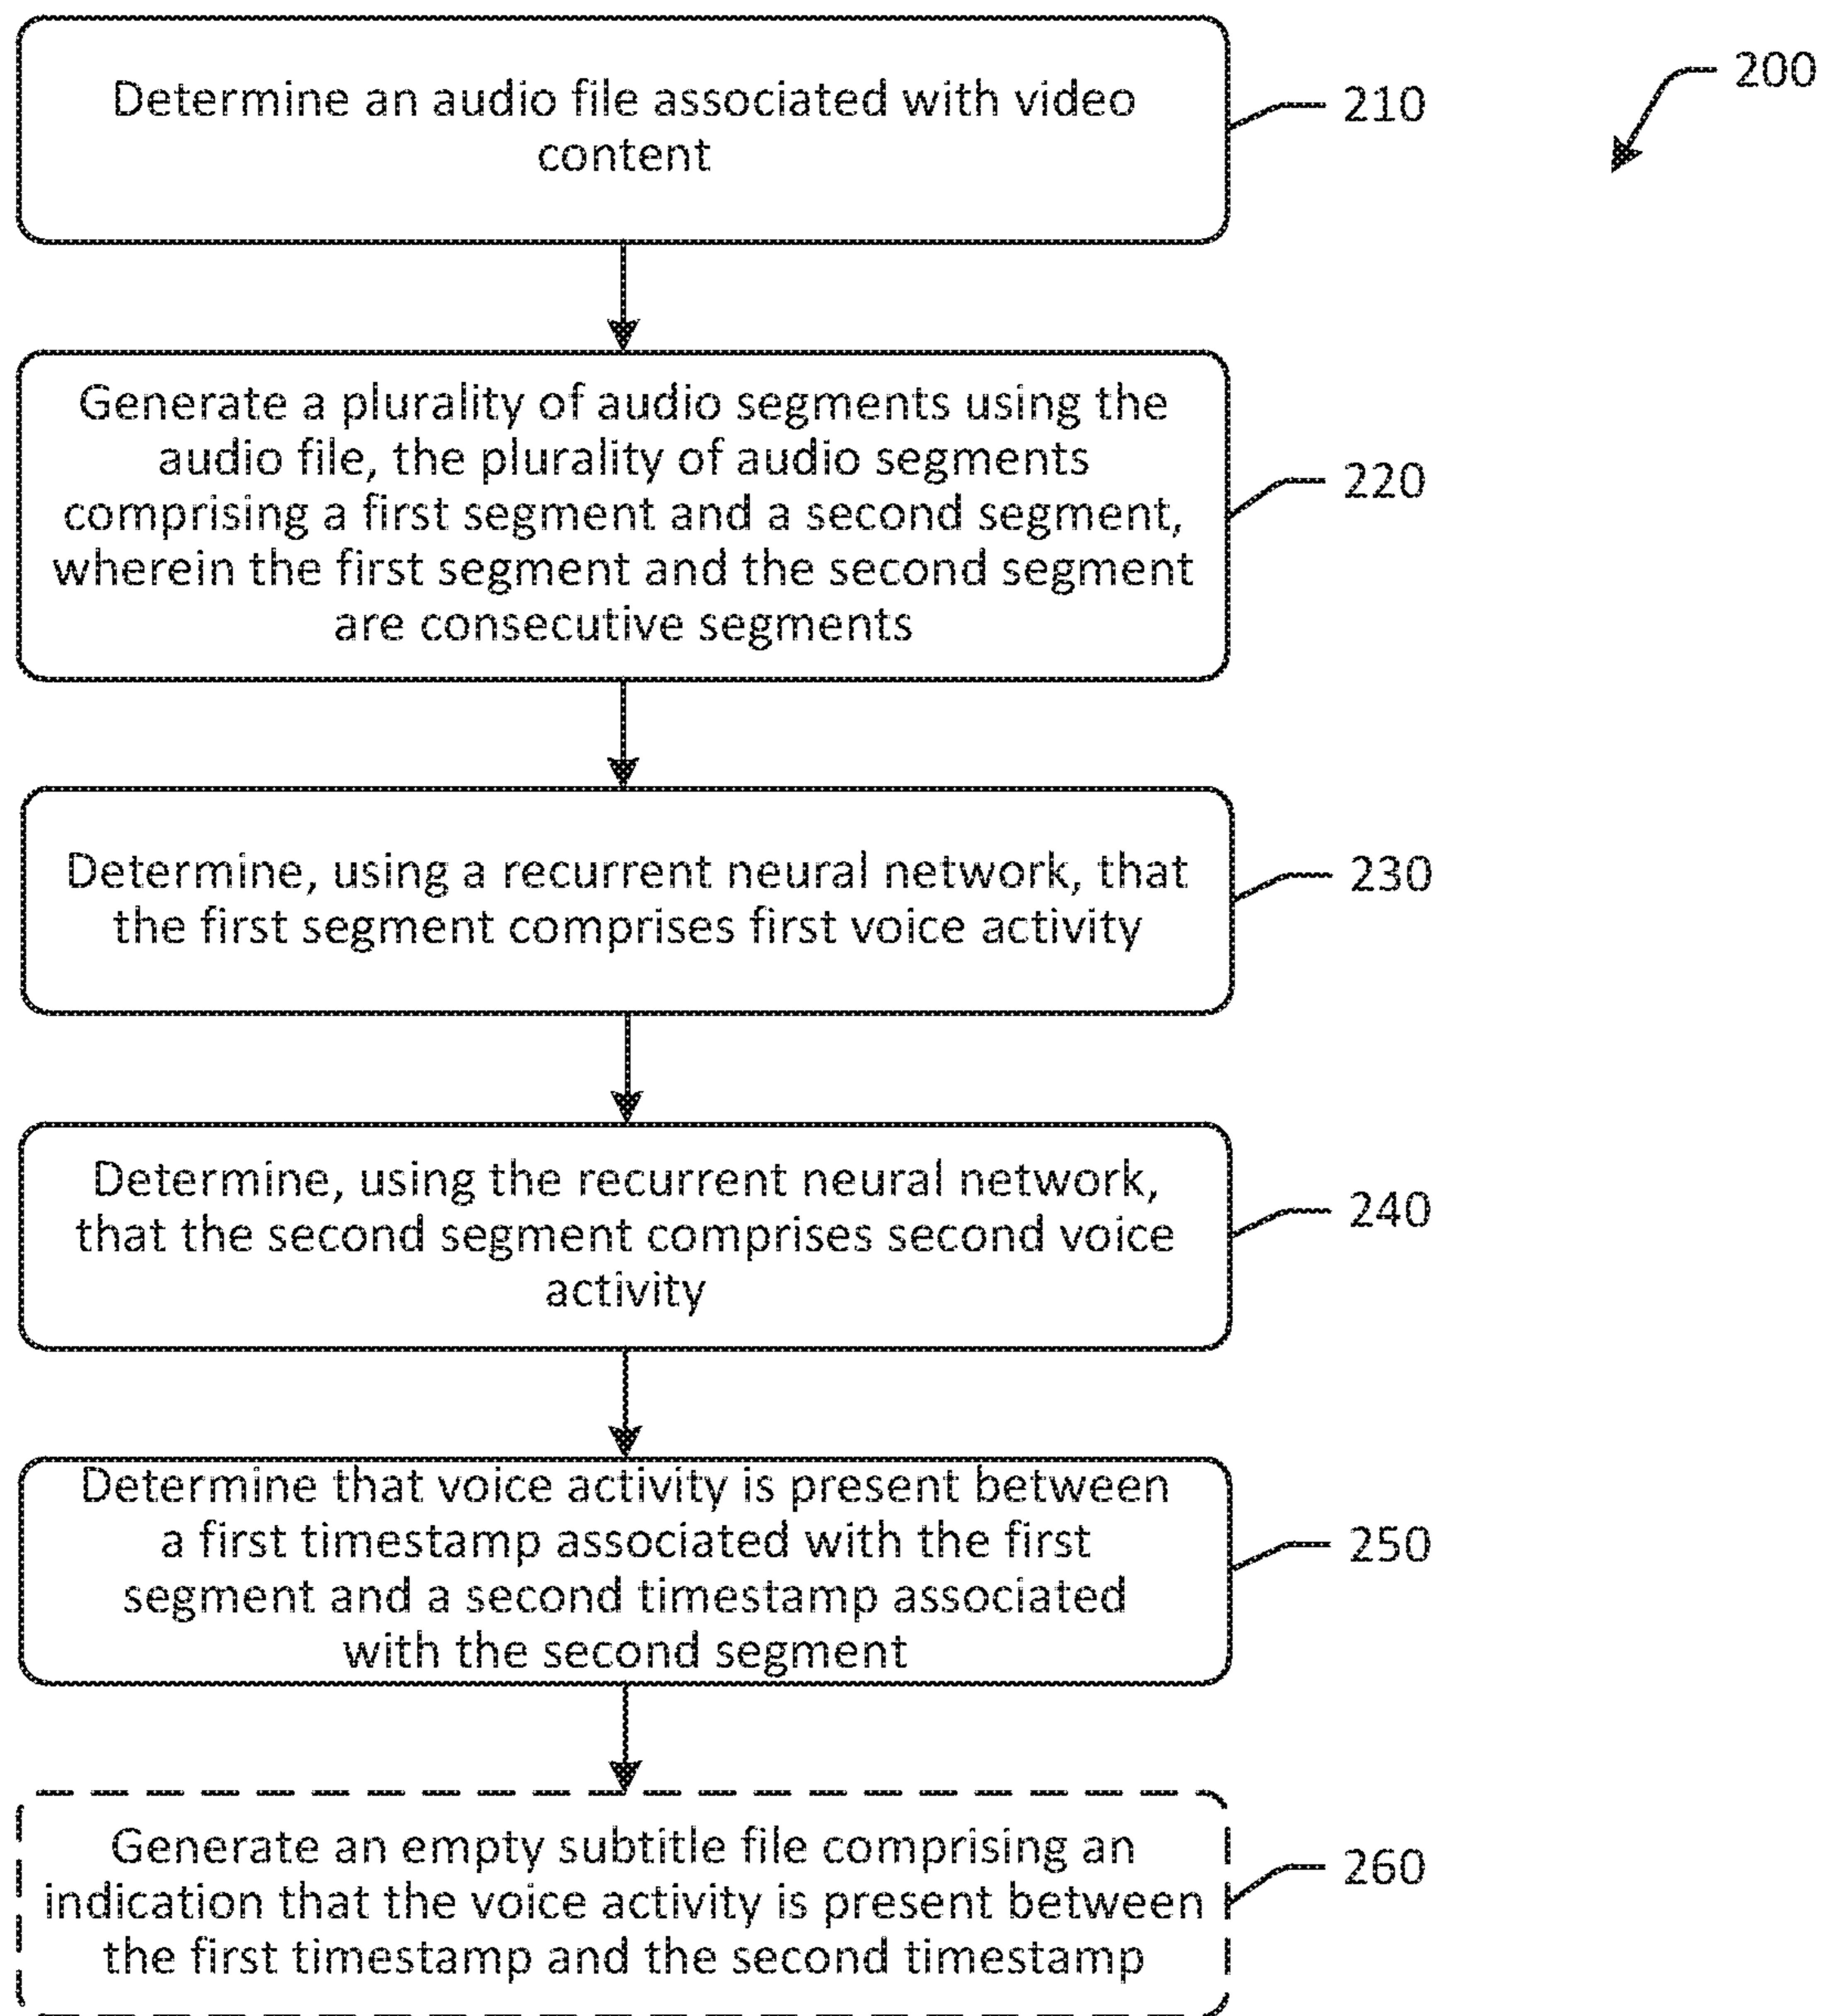 200
Determine an audio file associated with video
content
210
Generate a plurality of audio segments using the
audio file, the plurality of audio segments
comprising a first segment and a second segment,
wherein the first segment and the second segment
are consecutive segments
220
Determine, using a recurrent neural network, that
the first segment comprises first voice activity
230
Determine, using the recurrent neural network,
that the second segment comprises second voice
activity
240
Determine that voice activity is present between
a first timestamp associated with the first
segment and a second timestamp associated
with the second segment
250
Generate an empty subtitle file comprising an
indication that the voice activity is present between
the first timestamp and the second timestamp
260